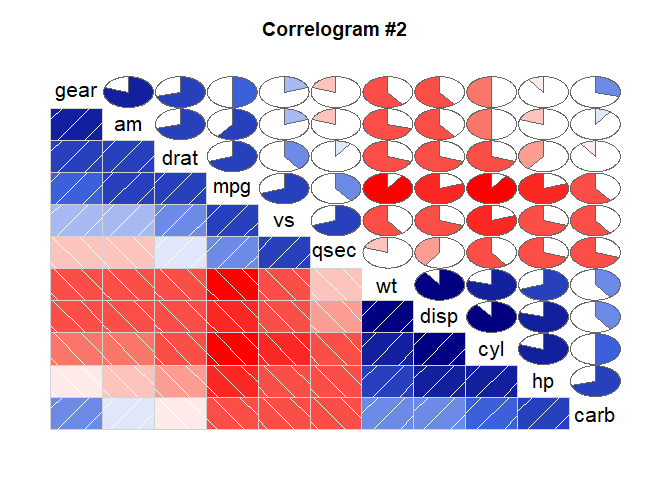 Correlogram #2
gear
am
drat
mpg
vs
qsec
wt
disp
cyl
hp
carb